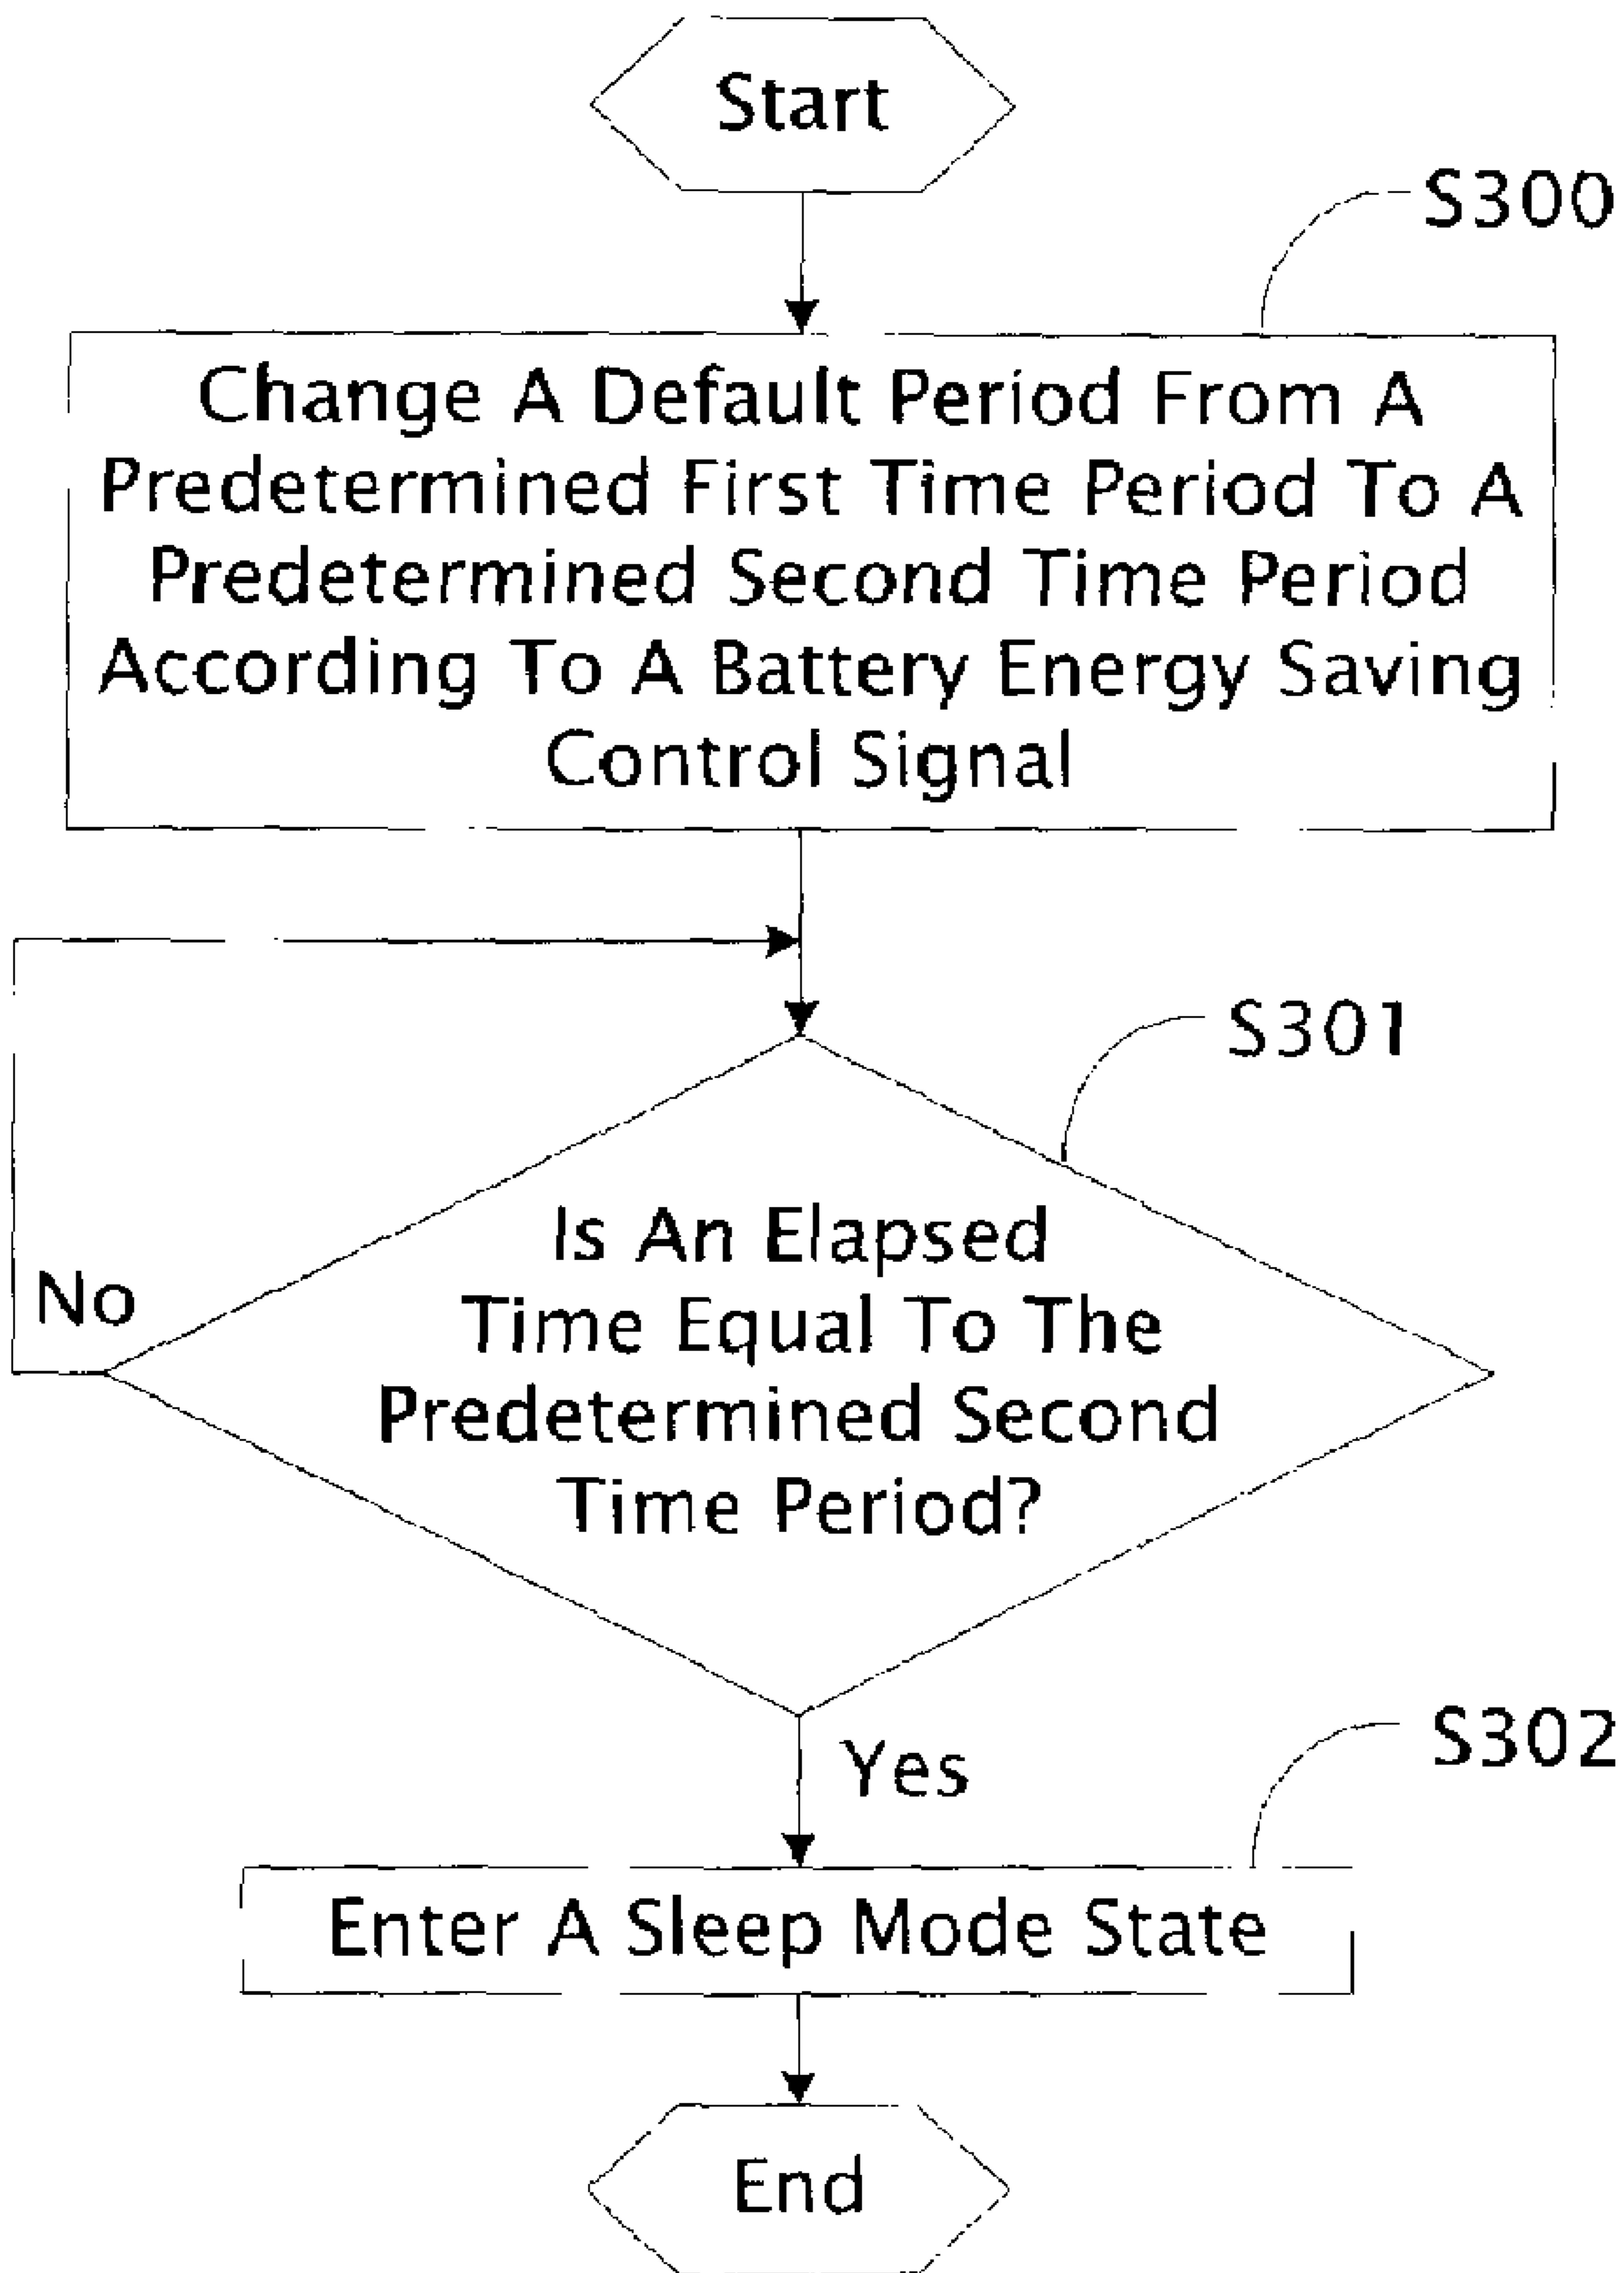 Start
S300
Change A Default Period From A
Predetermined First Time Period To A
Predetermined Second Time Period
According To A Battery Energy Saving
Control Signal
S301
Is An Elapsed
Time Equal To The
Predetermined Second
Time Period?
No
Yes
S302
Enter A Sleep Mode State
End